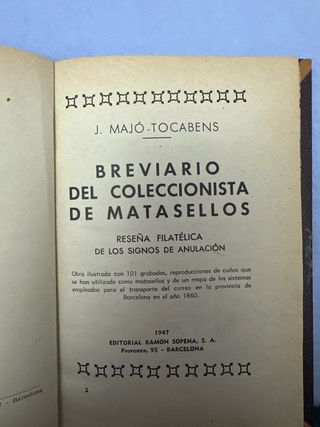 J. MAJÓ-TOCABENS
BREVIARIO
DEL COLECCIONISTA
DE MATASELLOS
RESEÑA FILATÉLICA
DE LOS SIGNOS DE ANULACIÓN
Obra ilustrada con 101 grabados, reproducciones de cuños que
se han utilizado como matasellos y de un mapa de los sistemas
empleados para el transporte del correo en la provincia de
Barcelona en el año 1860.
1947
EDITORIAL RAMON SOPENA, S. A.
Provenza, 95 - BARCELONA
2
- Barcelona